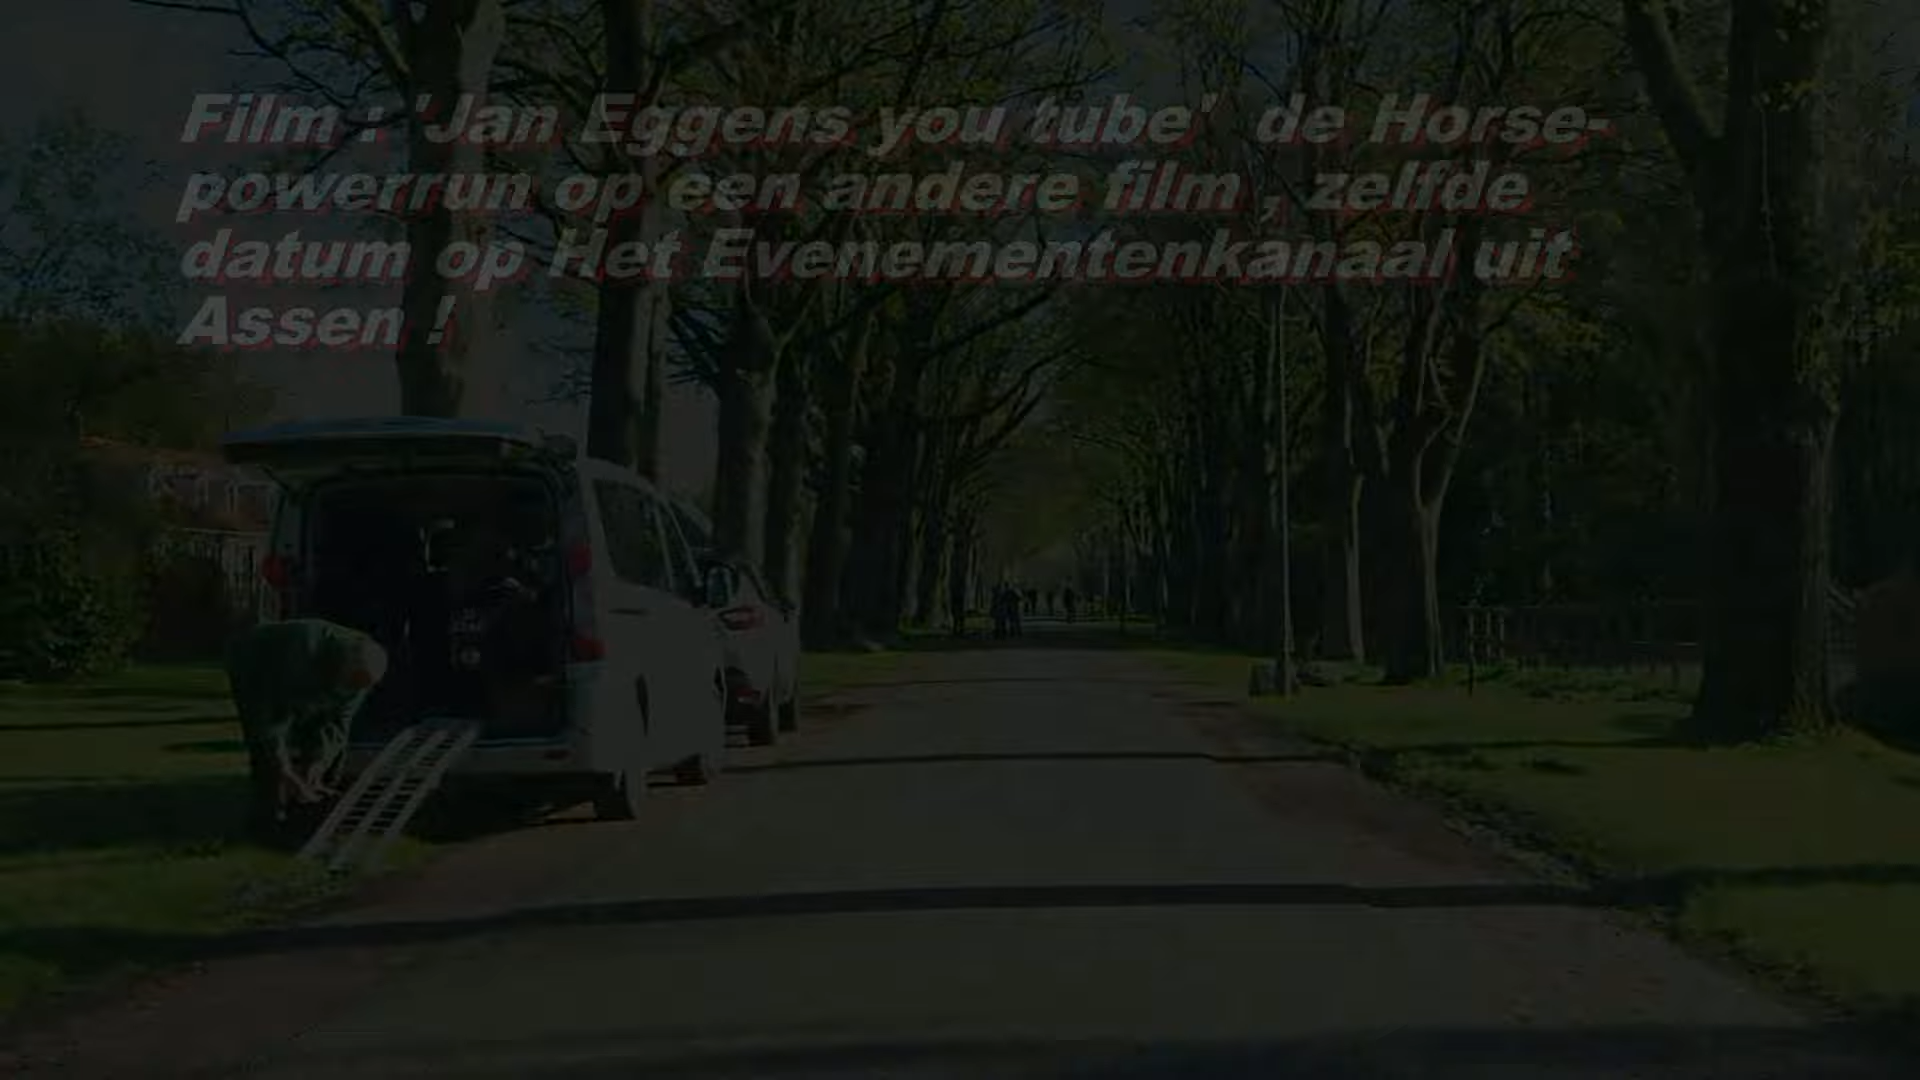 Film : 'Jan Eggens you tube' de Horse-
powerrun op een andere film , zelfde
datum op Het Evenementenkanaal uit
Assen !